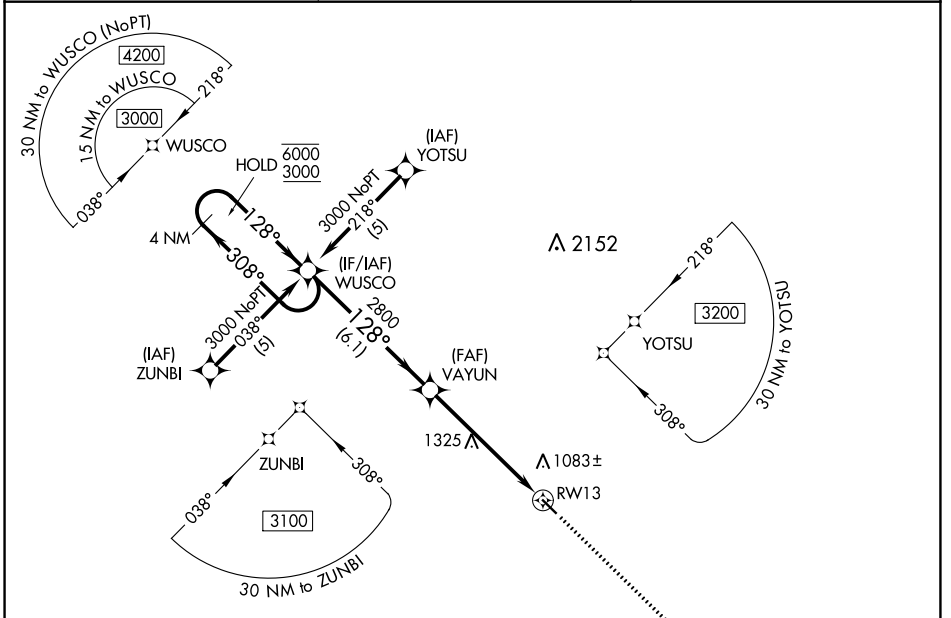 30 NM to WUSCO (NoPT)
4200
15 NM to WUSCO
3000
218°
WUSCO
038°
HOLD
6000
3000
(IAF)
YOTSU
3000 NoPT
218°
(5)
128°
4 NM
308°
(IF/IAF)
WUSCO
3000 NoPT
038°
(5)
(IAF)
ZUNBI
2800
128°
(6.1)
(FAF)
VAYUN
2152
218°
3200
YOTSU
308°
30 NM to YOTSU
1325
1083±
RW13
ZUNBI
308°
038°
3100
30 NM to ZUNBI